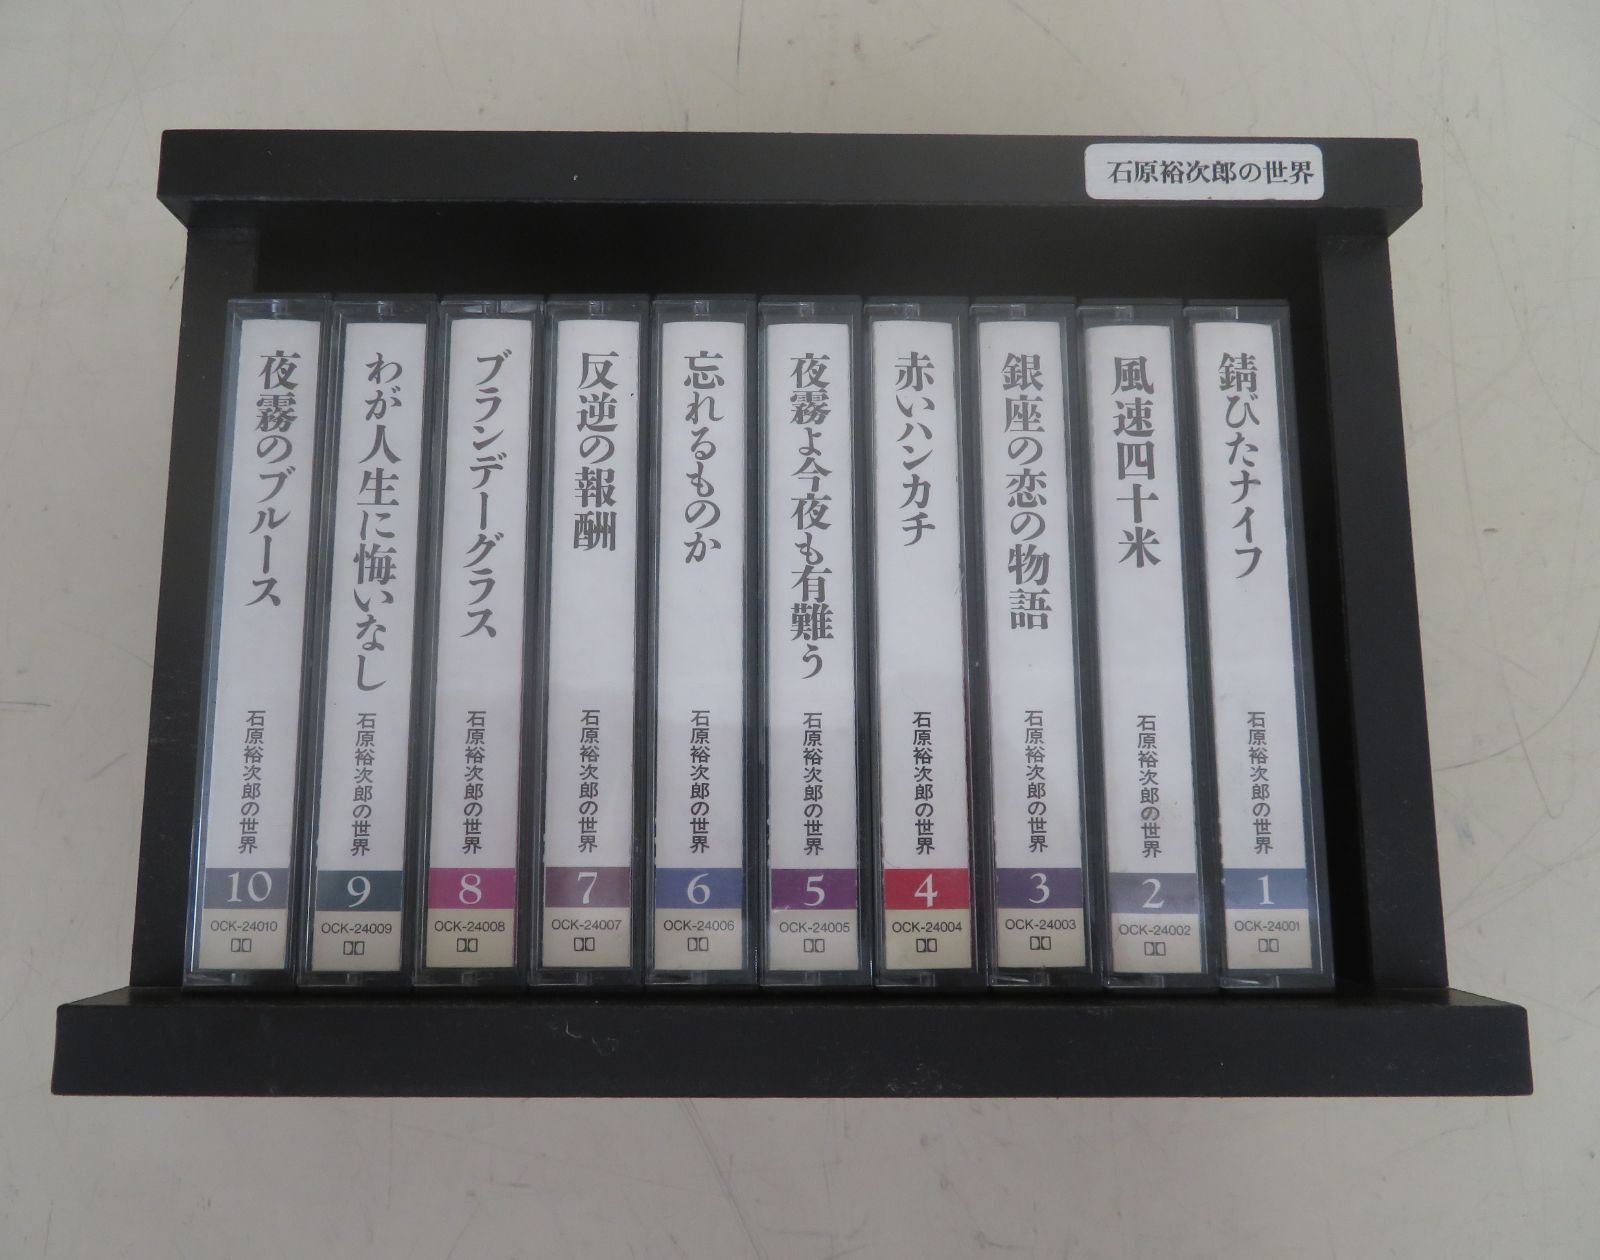 石原裕次郎の世界
錆びたナイフ
石原裕次郎の世界
1
OCK-24001
風速四十米
石原裕次郎の世界
2
OCK-24002
銀座の恋の物語
石原裕次郎の世界
3
OCK-24003
赤いハンカチ
石原裕次郎の世界
4
OCK-24004
夜霧よ今夜も有難う
石原裕次郎の世界
5
OCK-24005
忘れるものか
石原裕次郎の世界
6
OCK-24006
反逆の報酬
石原裕次郎の世界
7
OCK-24007
ブランデーグラス
石原裕次郎の世界
8
OCK-24008
わが人生に悔いなし
石原裕次郎の世界
9
OCK-24009
夜霧のブルース
石原裕次郎の世界
10
OCK-24010